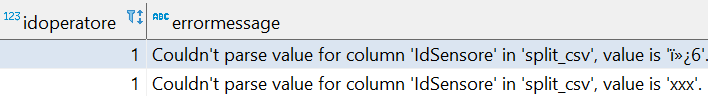 123 idoperatore ABC errormessage
1 Couldn't parse value for column 'IdSensore' in 'split_csv', value is 'ï»¿6'.
1 Couldn't parse value for column 'IdSensore' in 'split_csv', value is 'xxx'.